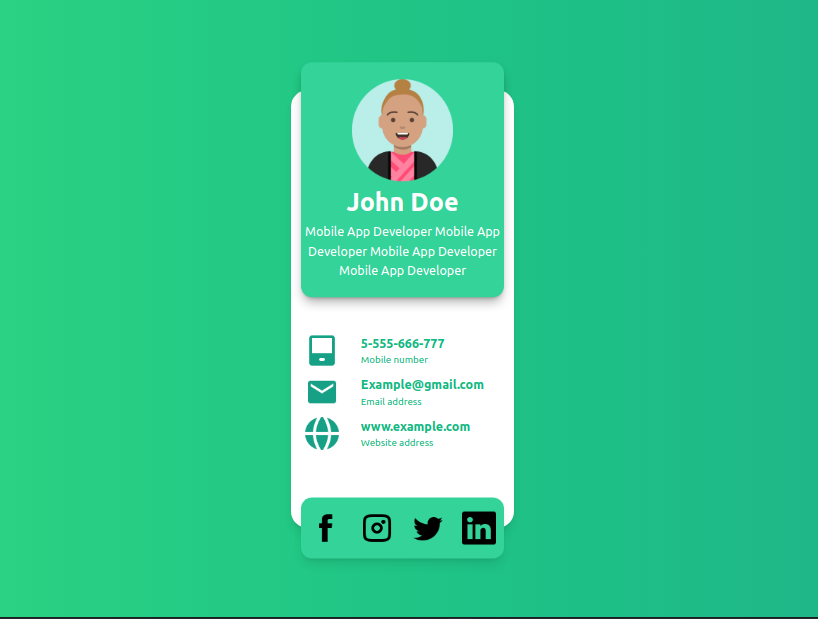 John Doe
Mobile App Developer Mobile App
Developer Mobile App Developer
Mobile App Developer
5-555-666-777
Mobile number
Example@gmail.com
Email address
www.example.com
Website address
in